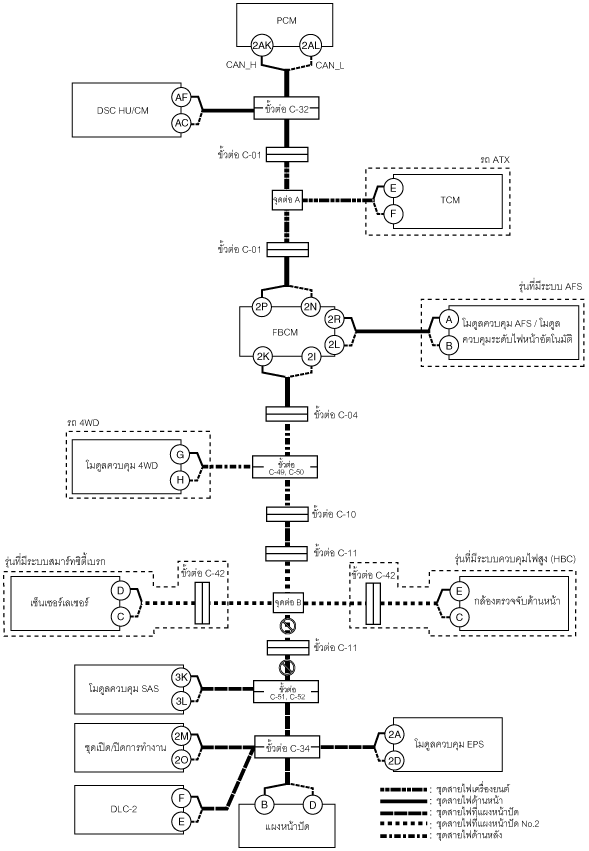 PCM
2AK
2AL
CAN_H
CAN_L
AF
DSC HU/CM
AC
ขั้วต่อ C-32
ขั้วต่อ C-01
รถ ATX
จุดต่อ A
E
TCM
F
ขั้วต่อ C-01
รุ่นที่มีระบบ AFS
2P
2N
2R
FBCM
2L
2K
2I
A
B
โมดูลควบคุม AFS / โมดูล
ควบคุมระดับไฟหน้าอัตโนมัติ
ขั้วต่อ C-04
รถ 4WD
G
โมดูลควบคุม 4WD
H
ขั้วต่อ
C-49, C-50
ขั้วต่อ C-10
ขั้วต่อ C-11
รุ่นที่มีระบบสมาร์ทซิตี้เบรก
ขั้วต่อ C-42
D
เซ็นเซอร์เลเซอร์
C
จุดต่อ B
รุ่นที่มีระบบควบคุมไฟสูง (HBC)
ขั้วต่อ C-42
E
กล้องตรวจจับด้านหน้า
C
ขั้วต่อ C-11
3K
โมดูลควบคุม SAS
3L
ขั้วต่อ
C-51, C-52
2M
ชุดเปิด/ปิดการทำงาน
2O
ขั้วต่อ C-34
2A
โมดูลควบคุม EPS
2D
F
DLC-2
E
B
D
แผงหน้าปัด
: ชุดสายไฟเครื่องยนต์
: ชุดสายไฟด้านหน้า
: ชุดสายไฟที่แผงหน้าปัด
: ชุดสายไฟที่แผงหน้าปัด No.2
: ชุดสายไฟด้านหลัง